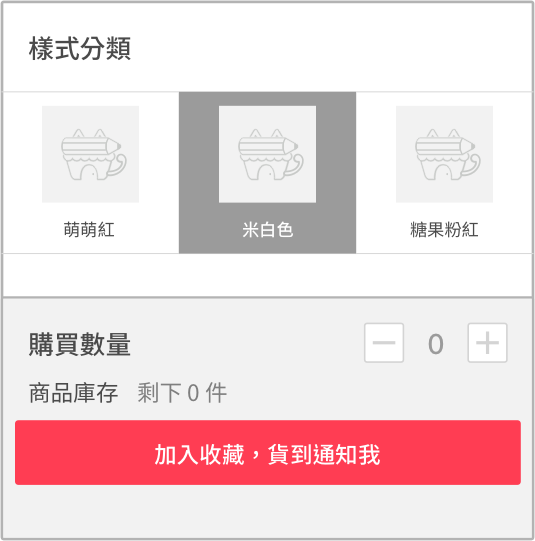 樣式分類
萌萌紅 米白色 糖果粉紅
購買數量 0
商品庫存 剩下 0 件
加入收藏，貨到通知我